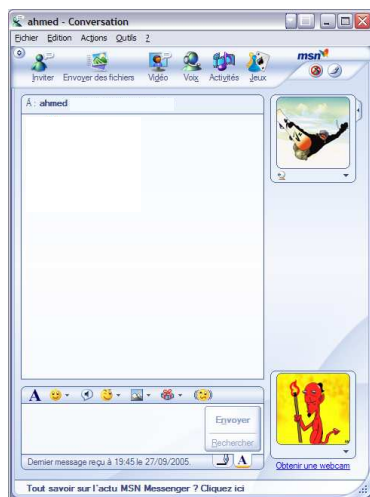 ahmed - Conversation
Fichier Edition Actions Outils ?
msn
Inviter Envoyer des fichiers Vidéo Voix Activités Jeux
À : ahmed
A
Envoyer
Rechercher
Dernier message reçu à 19:45 le 27/09/2005. A
Obtenir une webcam
Tout savoir sur l'actu MSN Messenger ? Cliquez ici